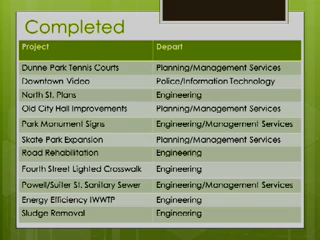 Completed
Project Depart
Dunne Park Tennis Courts Planning/Management Services
Downtown Video Police/Information Technology
North St. Plans Engineering
Old City Hall Improvements Planning/Management Services
Park Monument Signs Engineering/Management Services
Skate Park Expansion Planning/Management Services
Road Rehabilitation Engineering
Fourth Street Lighted Crosswalk Engineering
Powell/Suiter St. Sanitary Sewer Engineering/Management Services
Energy Efficiency IWWTP Engineering
Sludge Removal Engineering